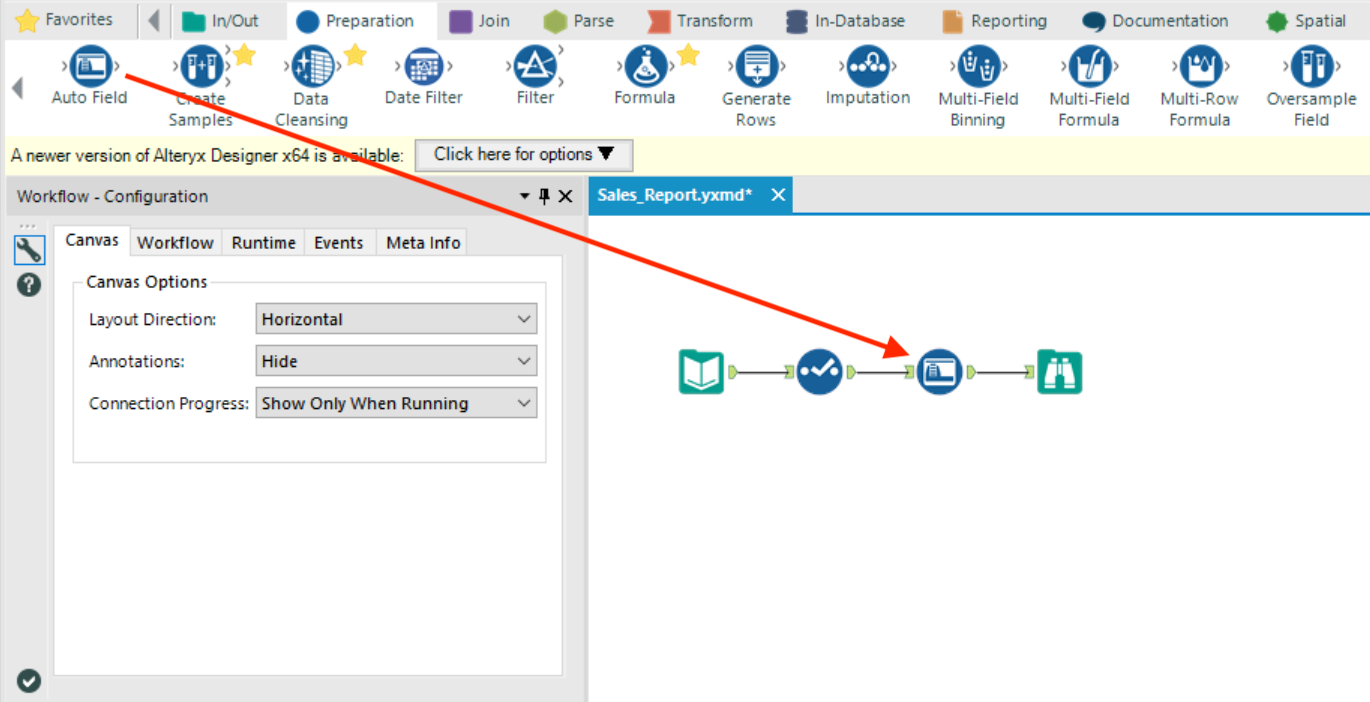 Favorites In/Out Preparation Join Parse Transform In-Database Reporting Documentation Spatial
Auto Field Create Samples Data Cleansing Date Filter Filter Formula Generate Rows Imputation Multi-Field Binning Multi-Field Formula Multi-Row Formula Oversample Field
A newer version of Alteryx Designer x64 is available: Click here for options ▼
Workflow - Configuration
Sales_Report.yxmd*
Canvas Workflow Runtime Events Meta Info
Canvas Options
Layout Direction: Horizontal
Annotations: Hide
Connection Progress: Show Only When Running